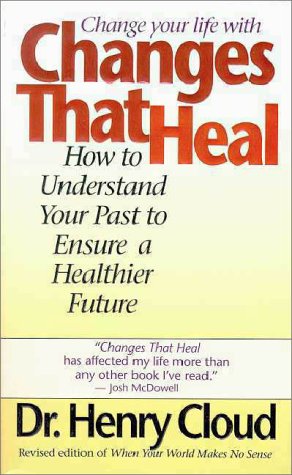 Change your life with
Changes
That Heal
How to
Understand
Your Past to
Ensure a
Healthier
Future
"Changes That Heal
has affected my life more than
any other book I've read."
— Josh McDowell
Dr. Henry Cloud
Revised edition of When Your World Makes No Sense